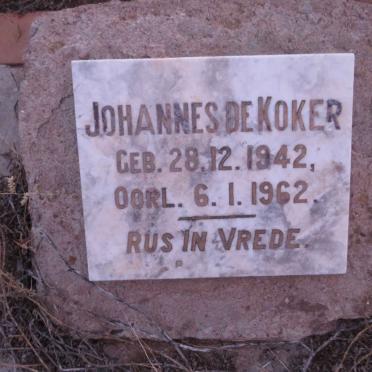 JOHANNES DE KOKER
GEB. 28.12.1942,
OORL. 6.1.1962.
RUS IN VREDE.